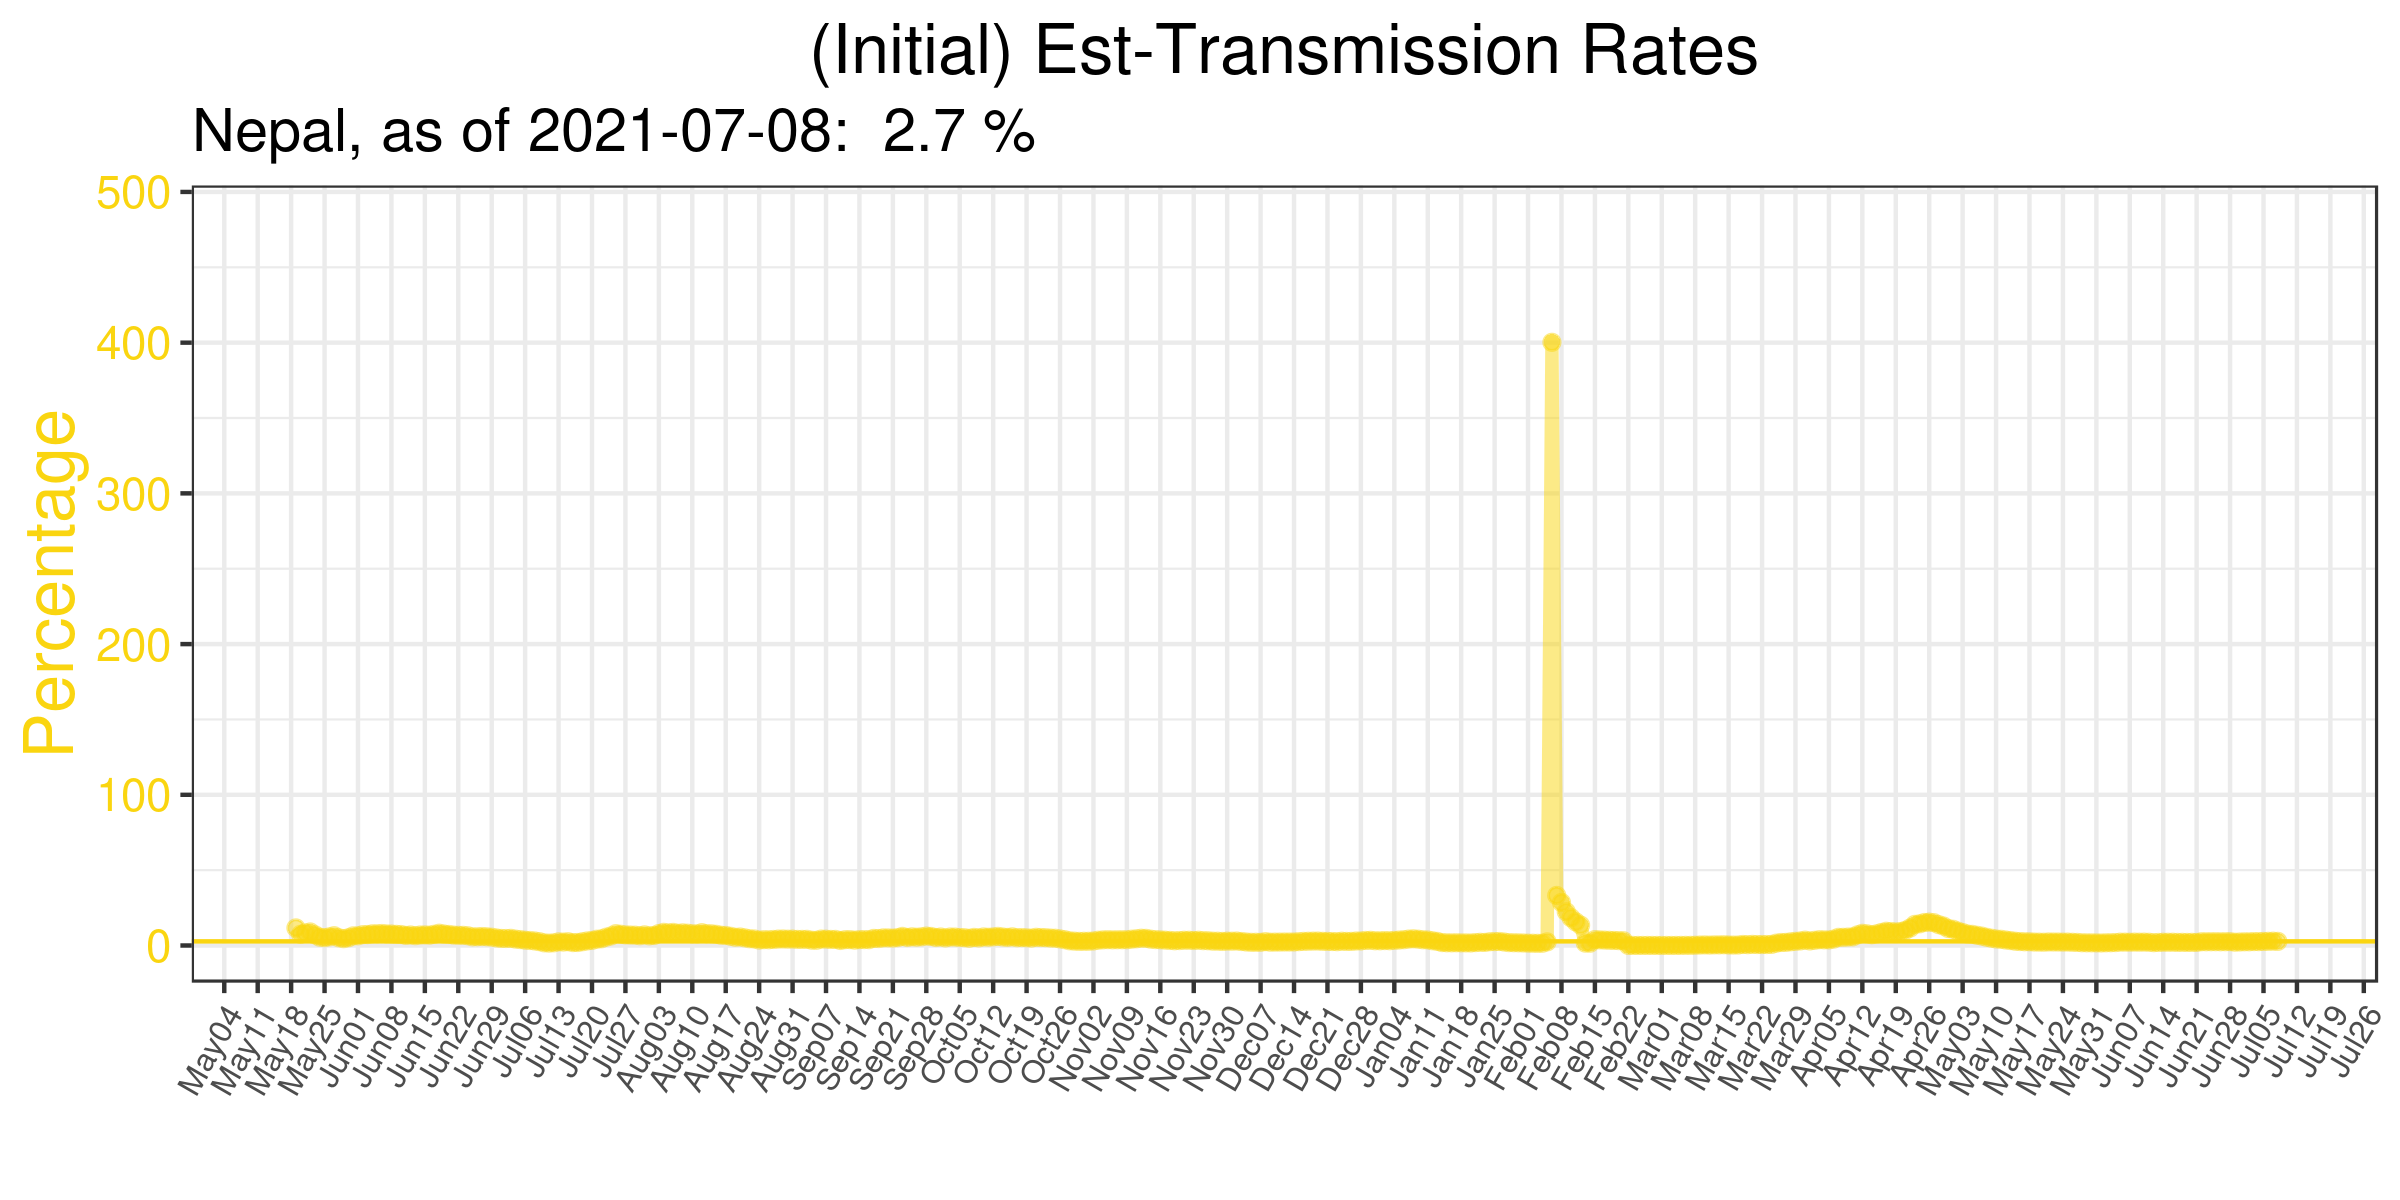 (Initial) Est-Transmission Rates
Nepal, as of 2021-07-08:  2.7 %
Percentage
500
400
300
200
100
0
May04
May11
May18
May25
Jun01
Jun08
Jun15
Jun22
Jun29
Jul06
Jul13
Jul20
Jul27
Aug03
Aug10
Aug17
Aug24
Aug31
Sep07
Sep14
Sep21
Sep28
Oct05
Oct12
Oct19
Oct26
Nov02
Nov09
Nov16
Nov23
Nov30
Dec07
Dec14
Dec21
Dec28
Jan04
Jan11
Jan18
Jan25
Feb01
Feb08
Feb15
Feb22
Mar01
Mar08
Mar15
Mar22
Mar29
Apr05
Apr12
Apr19
Apr26
May03
May10
May17
May24
May31
Jun07
Jun14
Jun21
Jun28
Jul05
Jul12
Jul19
Jul26